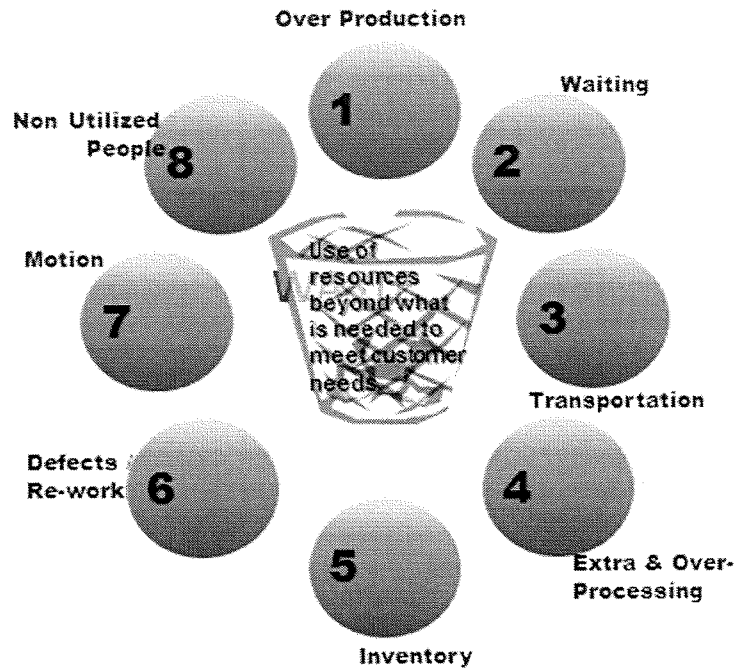 Over Production
1
Waiting
2
3
Transportation
4
Extra & Over-
Processing
5
Inventory
Defects
Re-work
6
Motion
7
Non Utilized
People
8
Use of
resources
beyond what
is needed to
meet customer
needs